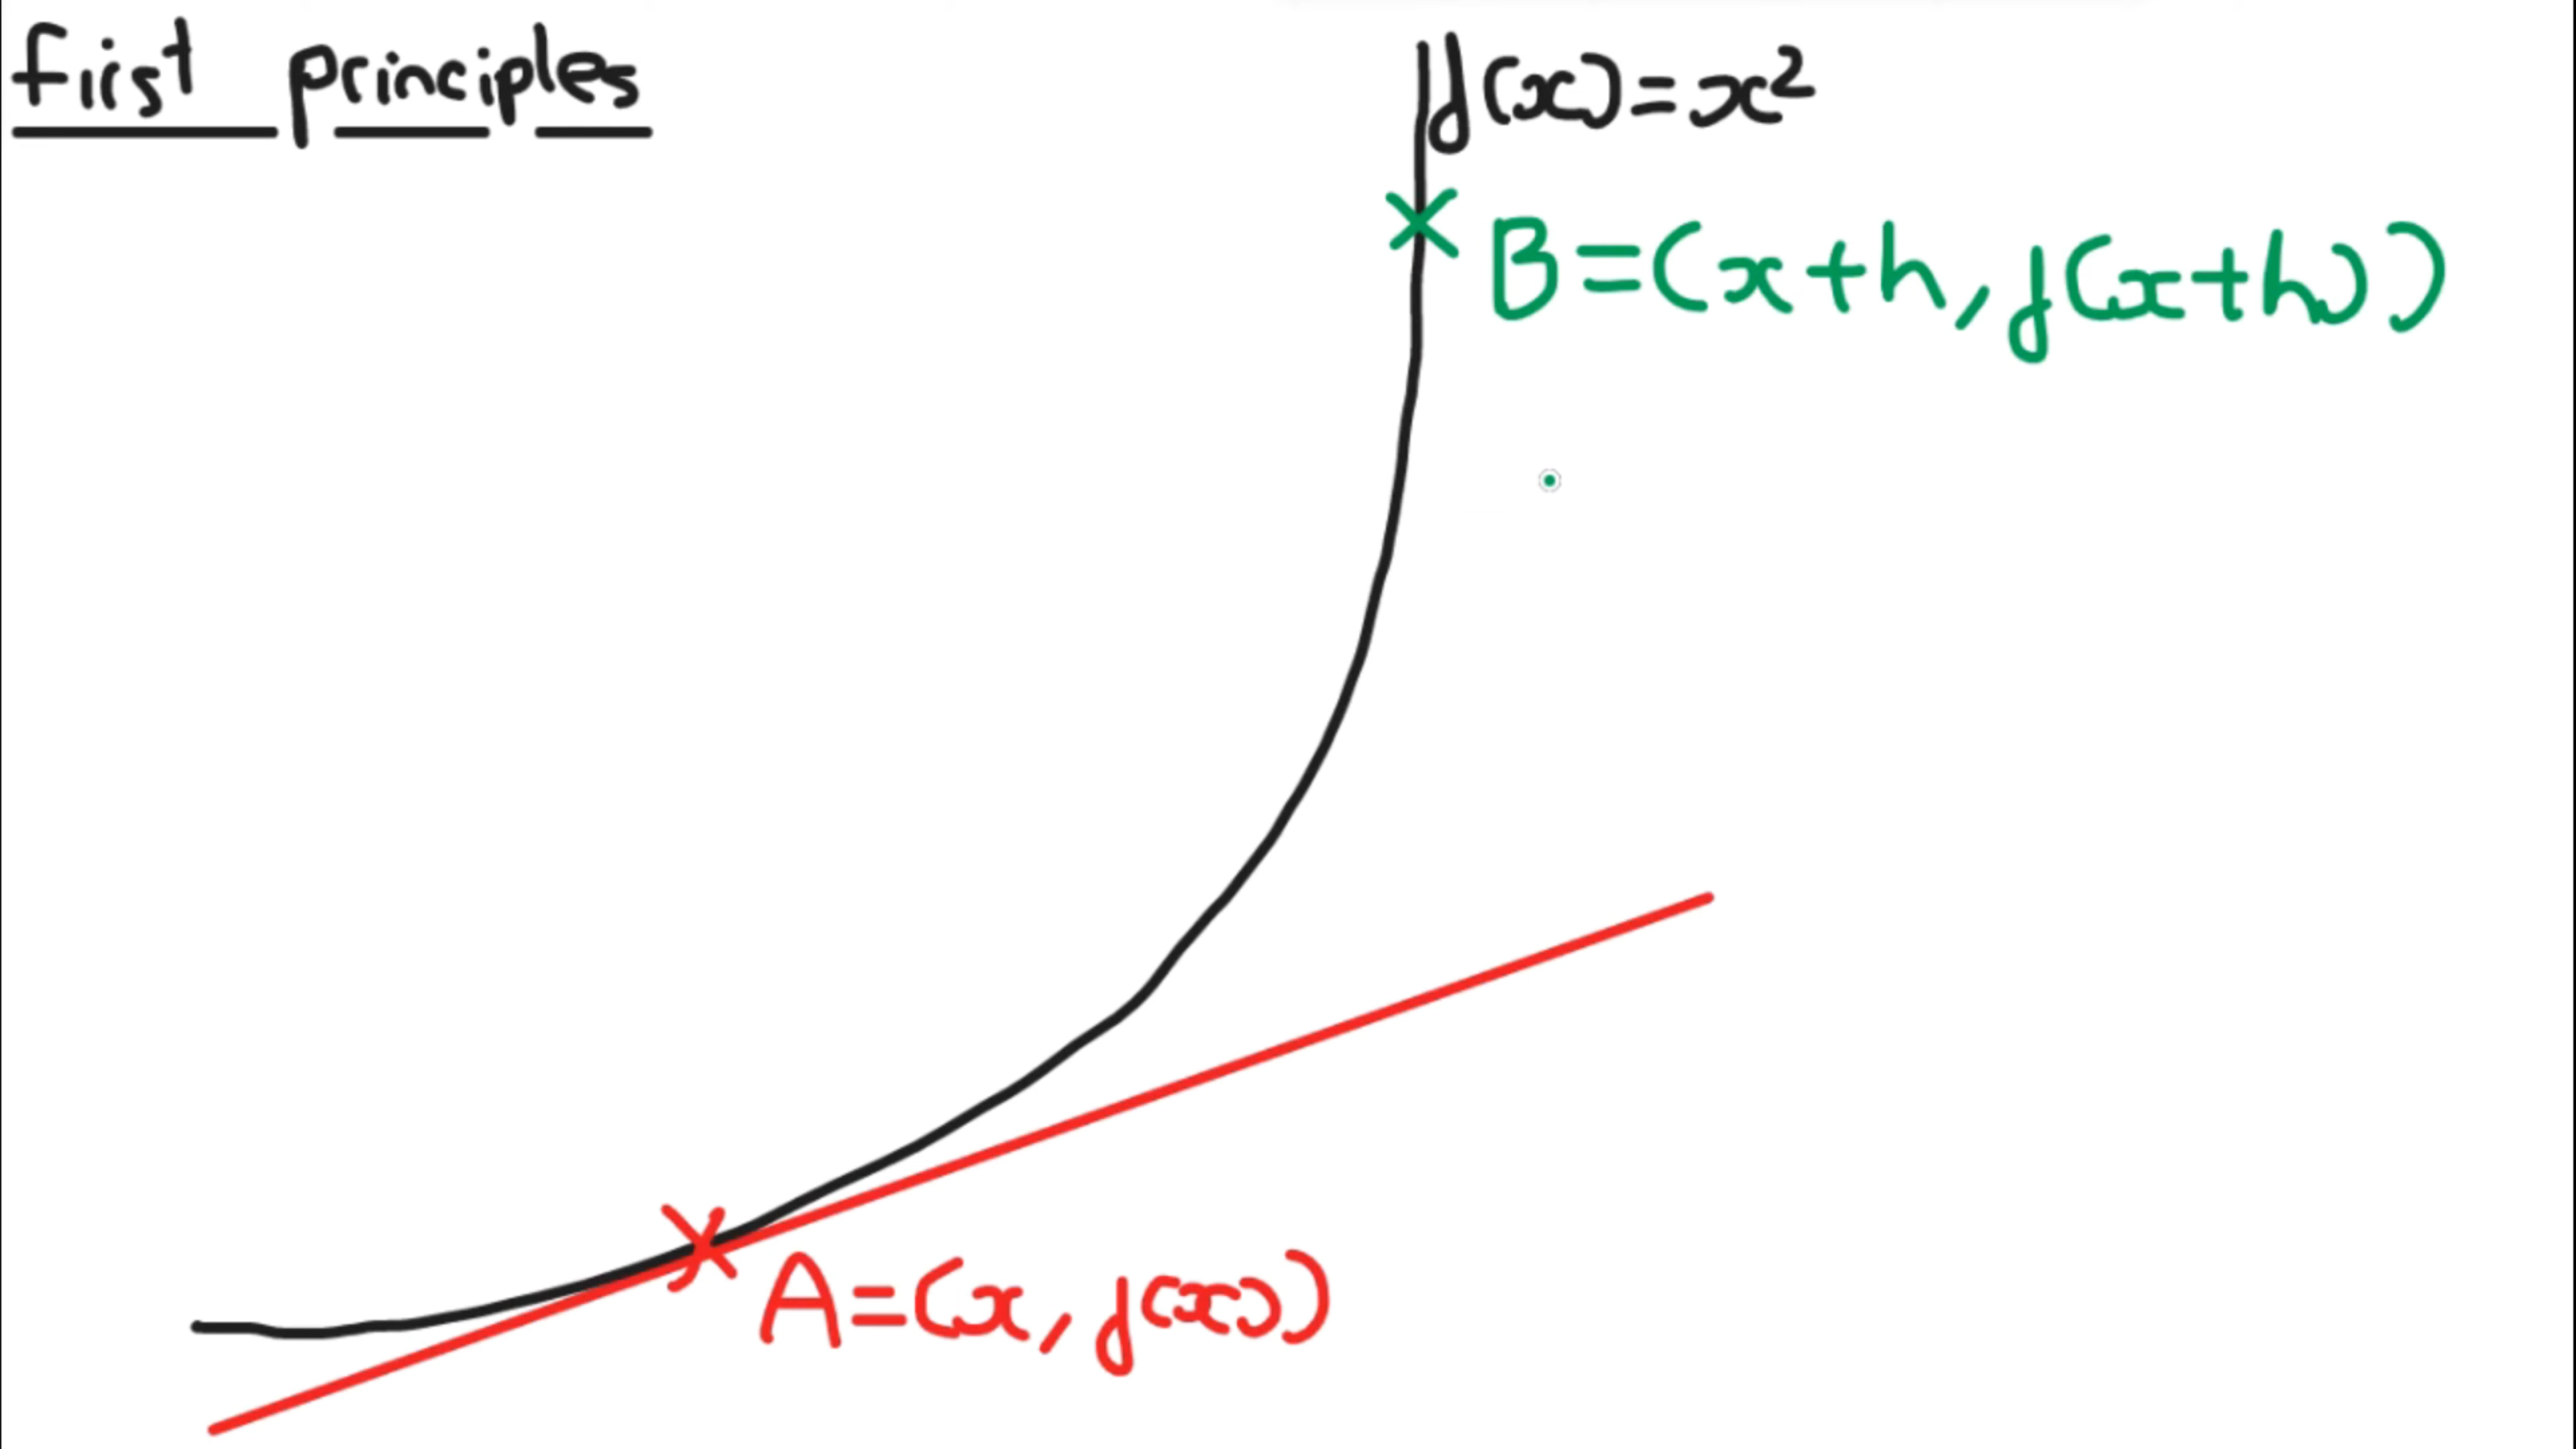 first principles
f(x)=x²
B=(x+h, f(x+h))
A=(x, f(x))